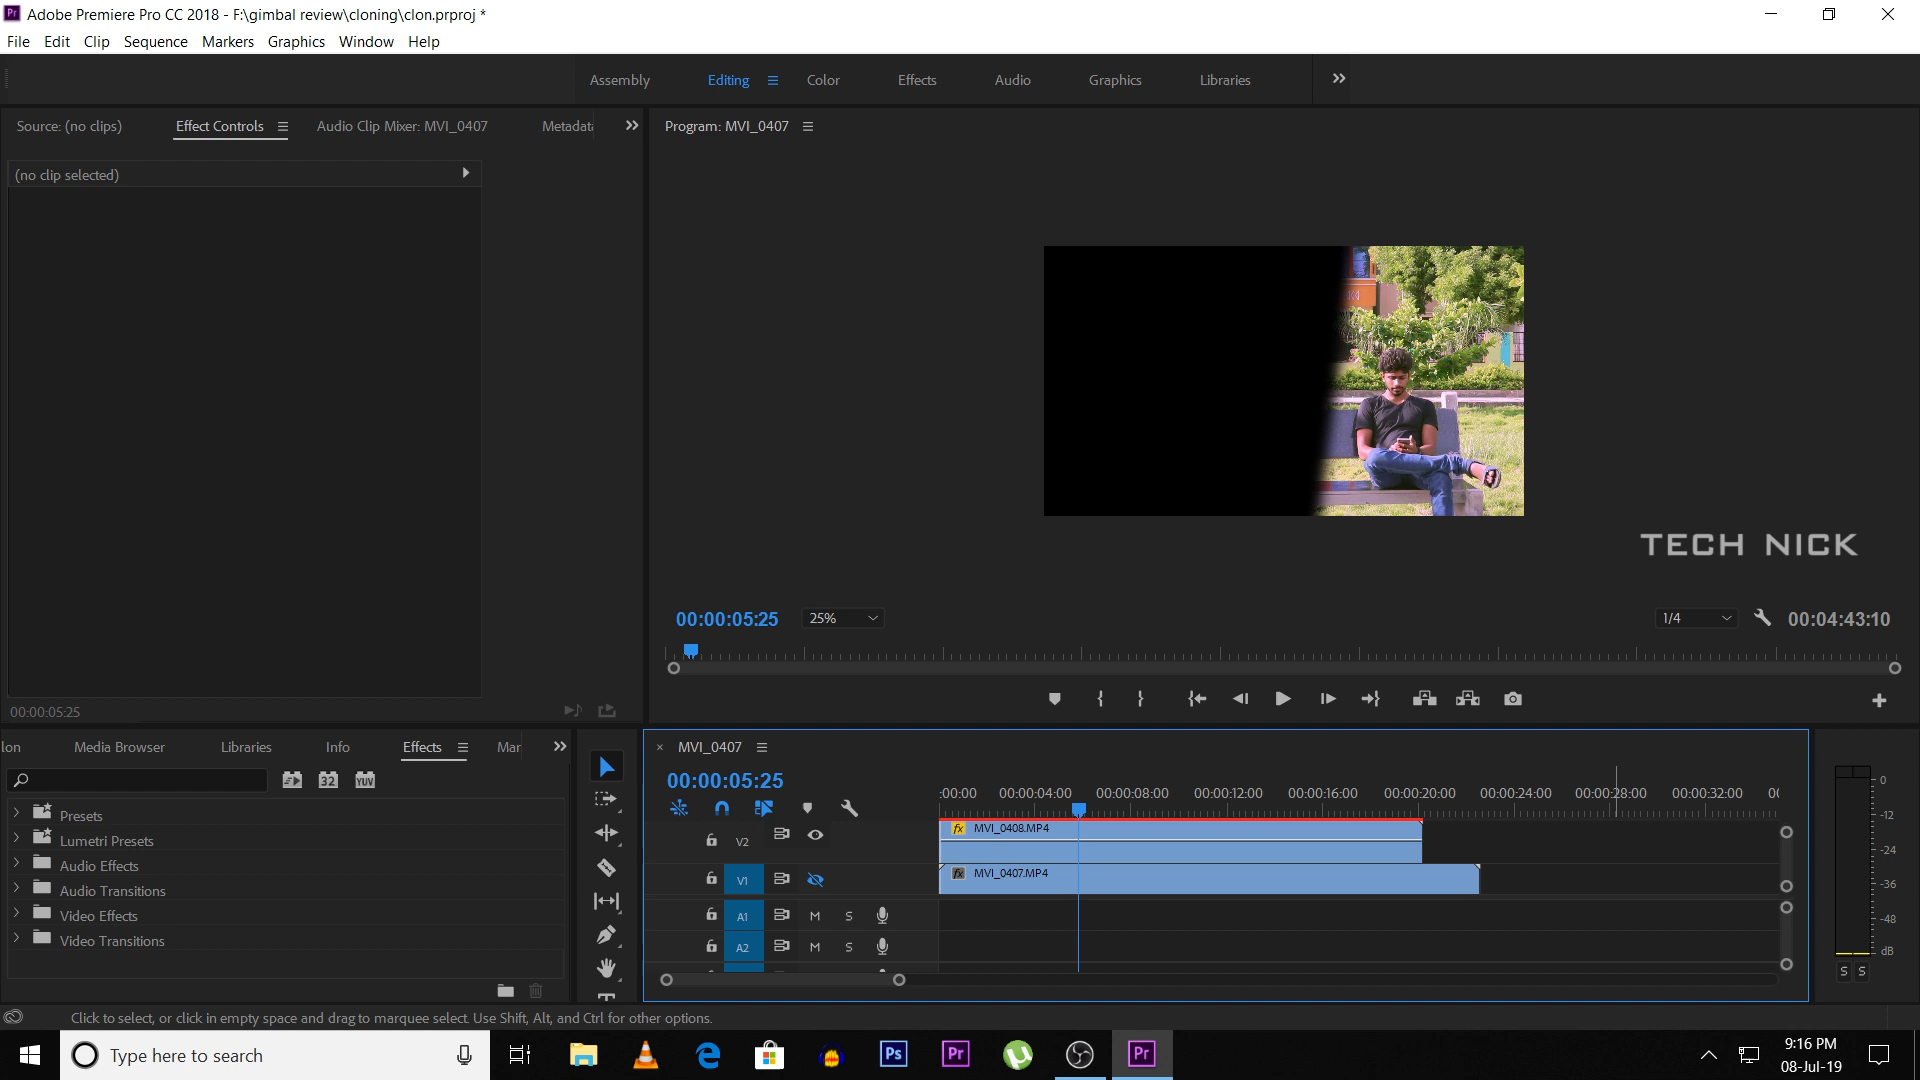 Adobe Premiere Pro CC 2018 - F:\gimbal review\cloning\clon.prproj *
File Edit Clip Sequence Markers Graphics Window Help
Assembly Editing Color Effects Audio Graphics Libraries
Source: (no clips) Effect Controls Audio Clip Mixer: MVI_0407 Metadat
Program: MVI_0407
(no clip selected)
TECH NICK
00:00:05:25 25% 1/4 00:04:43:10
00:00:05:25
lon Media Browser Libraries Info Effects Mar
32 YUV
Presets
Lumetri Presets
Audio Effects
Audio Transitions
Video Effects
Video Transitions
× MVI_0407
00:00:05:25
:00:00 00:00:04:00 00:00:08:00 00:00:12:00 00:00:16:00 00:00:20:00 00:00:24:00 00:00:28:00 00:00:32:00 00
V2 fx MVI_0408.MP4
V1 fx MVI_0407.MP4
A1 M S
A2 M S
0
-12
-24
-36
-48
dB
S S
Click to select, or click in empty space and drag to marquee select. Use Shift, Alt, and Ctrl for other options.
Type here to search
Ps Pr Pr
9:16 PM
08-Jul-19